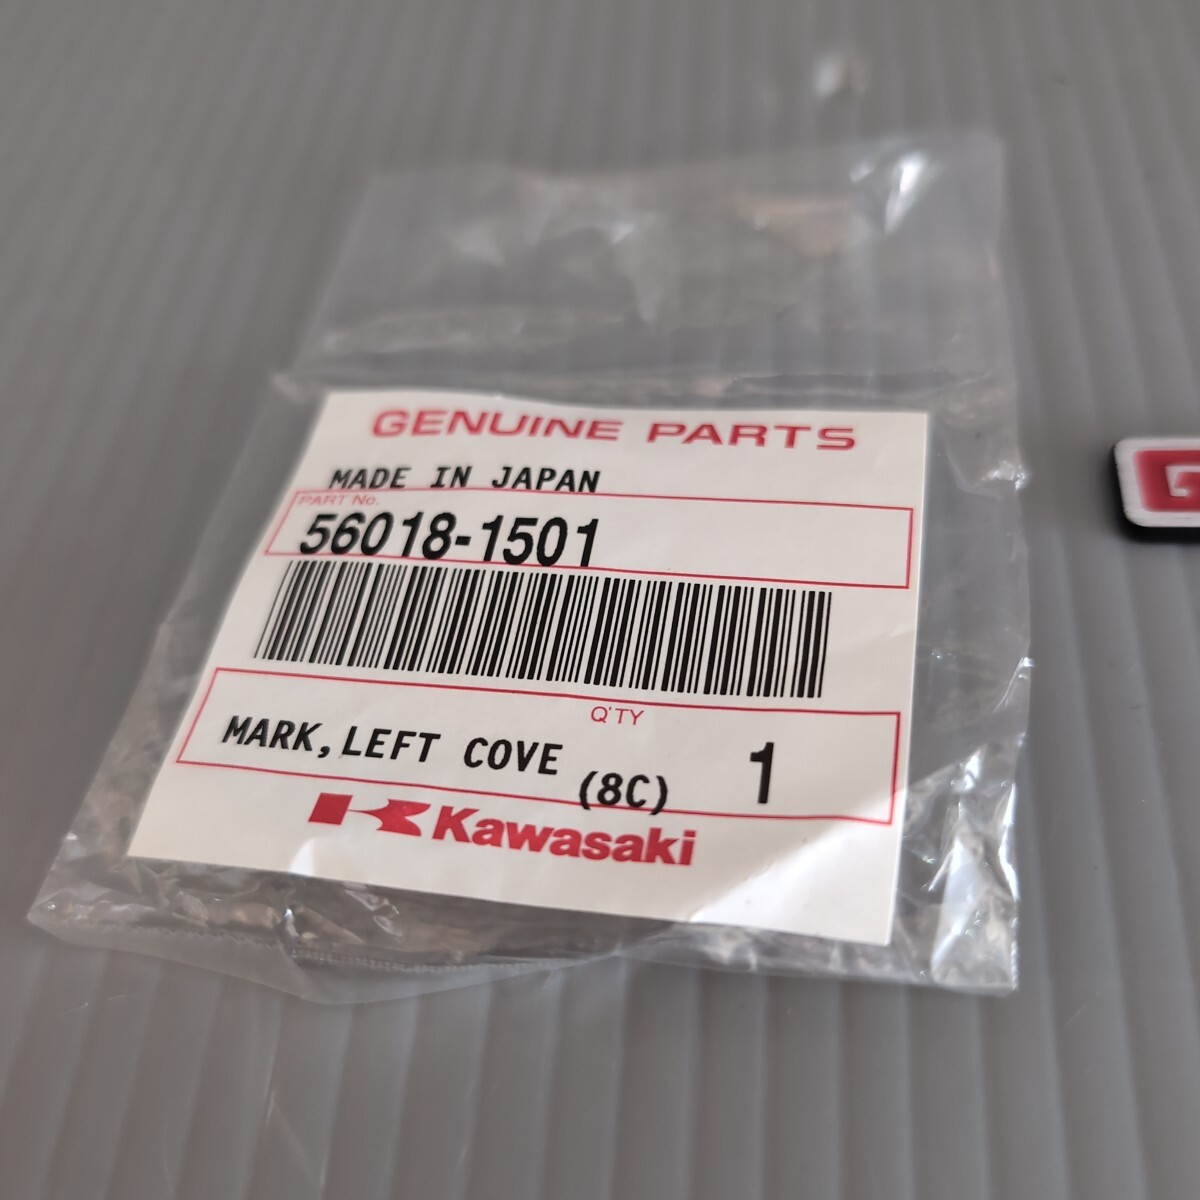 GENUINE PARTS
MADE IN JAPAN
PART No.
56018-1501
Q'TY
MARK,LEFT COVE (8C) 1
Kawasaki
G